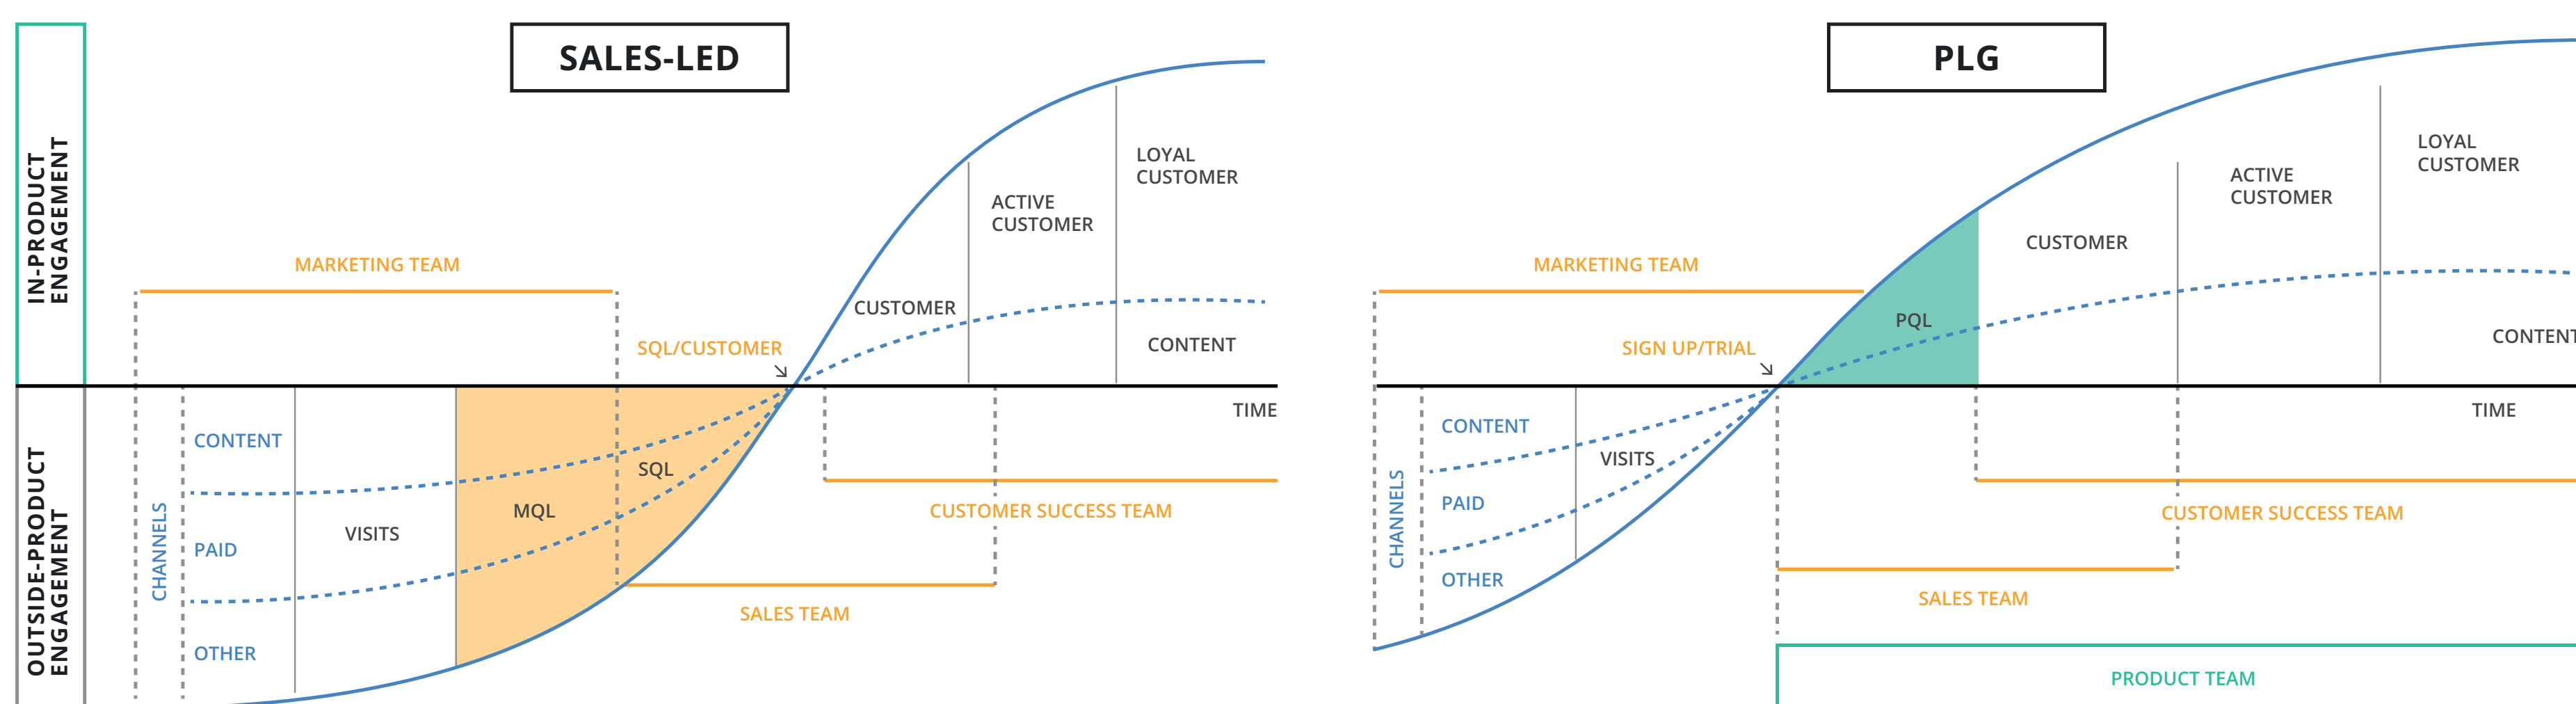 SALES-LED
IN-PRODUCT
ENGAGEMENT
OUTSIDE-PRODUCT
ENGAGEMENT
MARKETING TEAM
SQL/CUSTOMER
CUSTOMER
ACTIVE
CUSTOMER
LOYAL
CUSTOMER
CONTENT
TIME
CHANNELS
CONTENT
PAID
OTHER
VISITS
MQL
SQL
CUSTOMER SUCCESS TEAM
SALES TEAM
PLG
MARKETING TEAM
SIGN UP/TRIAL
PQL
CUSTOMER
ACTIVE
CUSTOMER
LOYAL
CUSTOMER
CONTENT
TIME
CHANNELS
CONTENT
PAID
OTHER
VISITS
CUSTOMER SUCCESS TEAM
SALES TEAM
PRODUCT TEAM